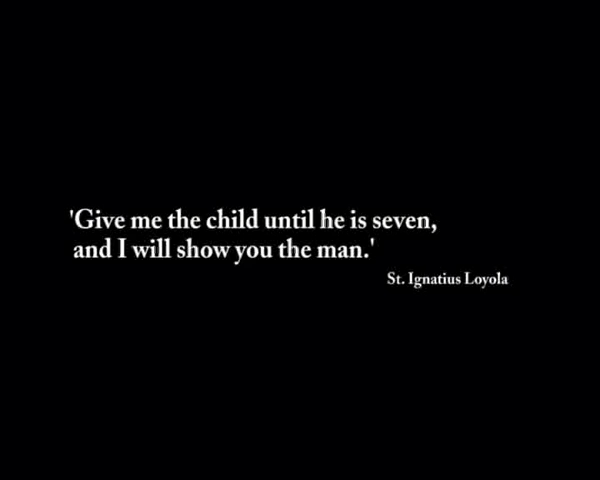 'Give me the child until he is seven,
and I will show you the man.'
St. Ignatius Loyola